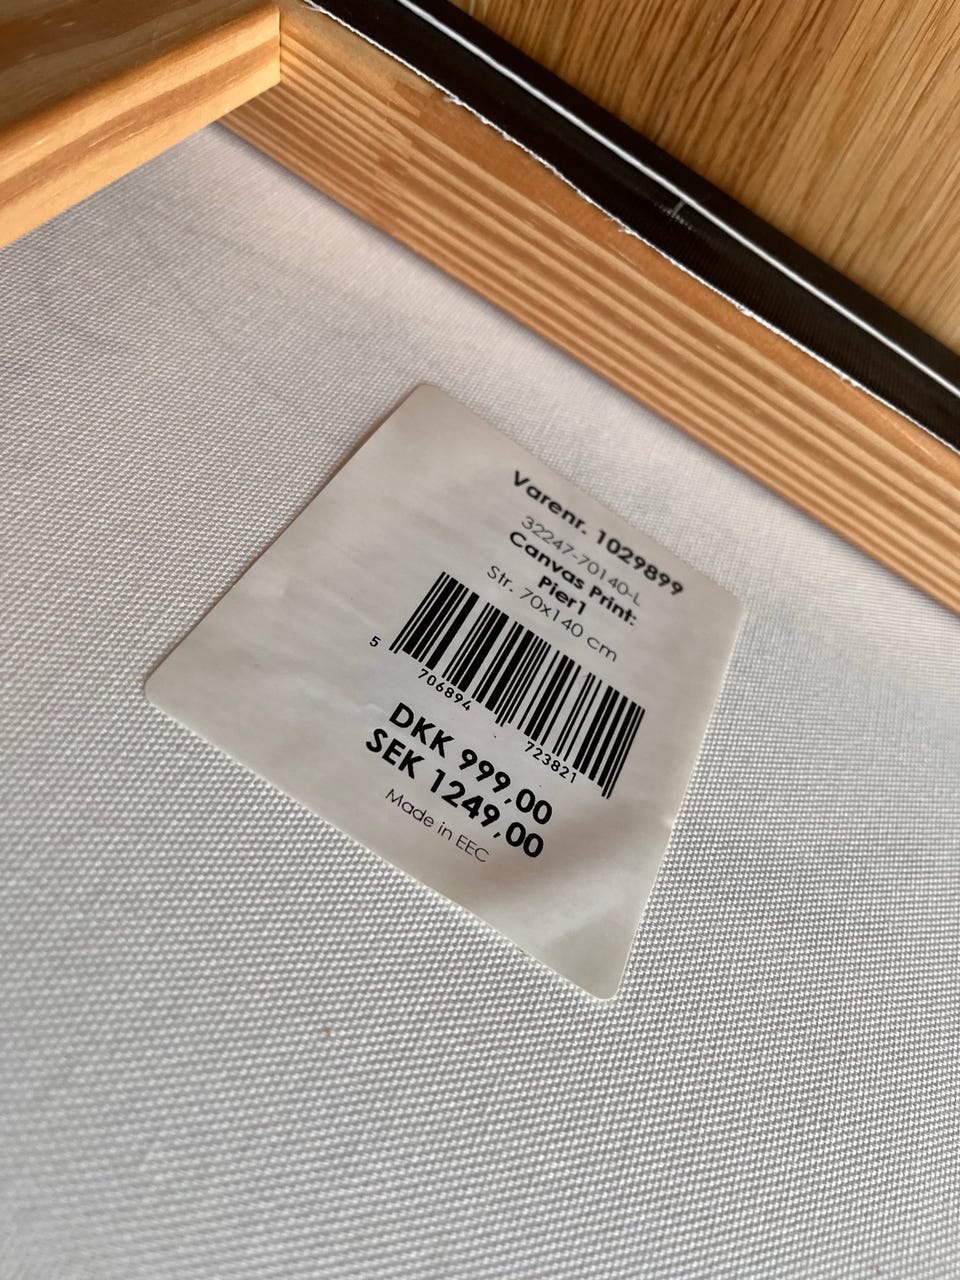 Varenr. 1029899
32247-70140-L
Canvas Print:
Pier1
Str. 70x140 cm
5 706894 723821
DKK 999,00
SEK 1249,00
Made in EEC